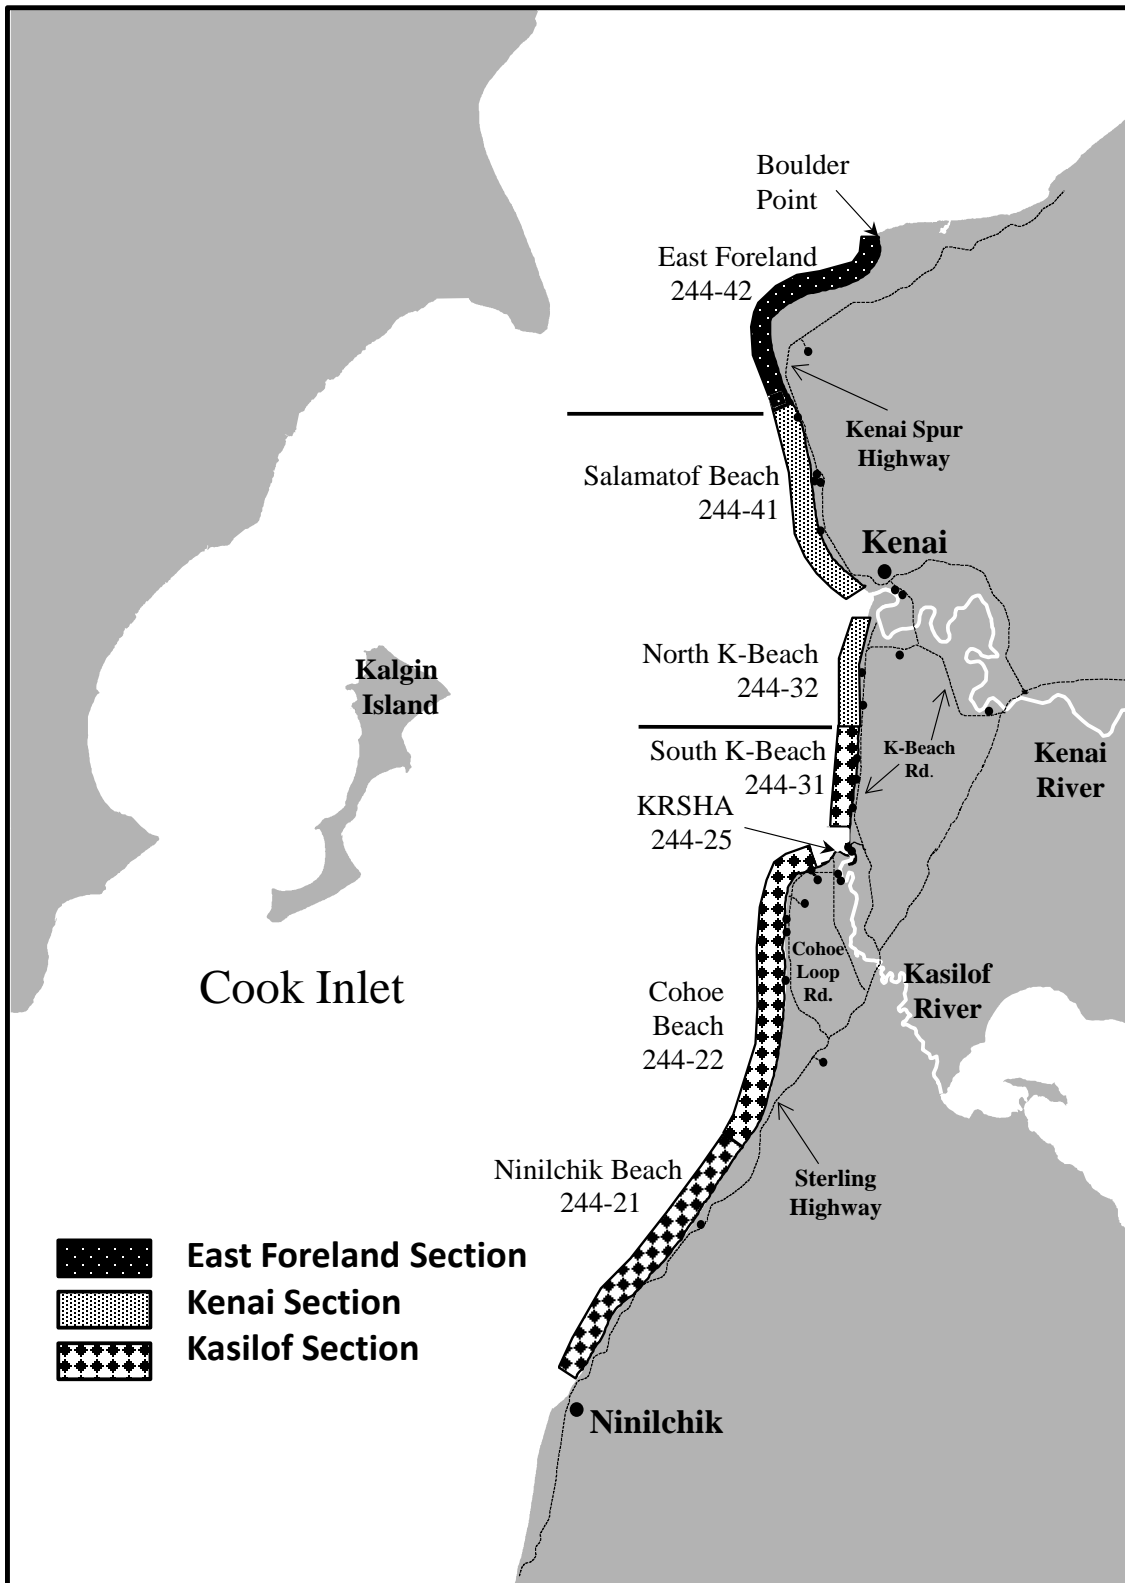 Boulder
Point
East Foreland
244-42
Kenai Spur
Highway
Salamatof Beach
244-41
Kenai
North K-Beach
244-32
Kalgin
Island
South K-Beach
244-31
K-Beach
Rd.
Kenai
River
KRSHA
244-25
Cohoe
Loop
Rd.
Kasilof
River
Cook Inlet
Cohoe
Beach
244-22
Ninilchik Beach
244-21
Sterling
Highway
East Foreland Section
Kenai Section
Kasilof Section
Ninilchik